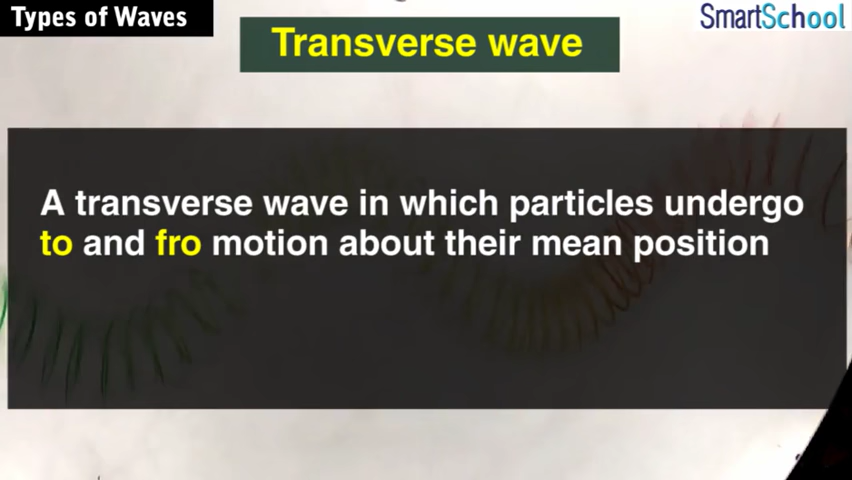 Types of Waves
SmartSchool
Transverse wave
A transverse wave in which particles undergo
to and fro motion about their mean position